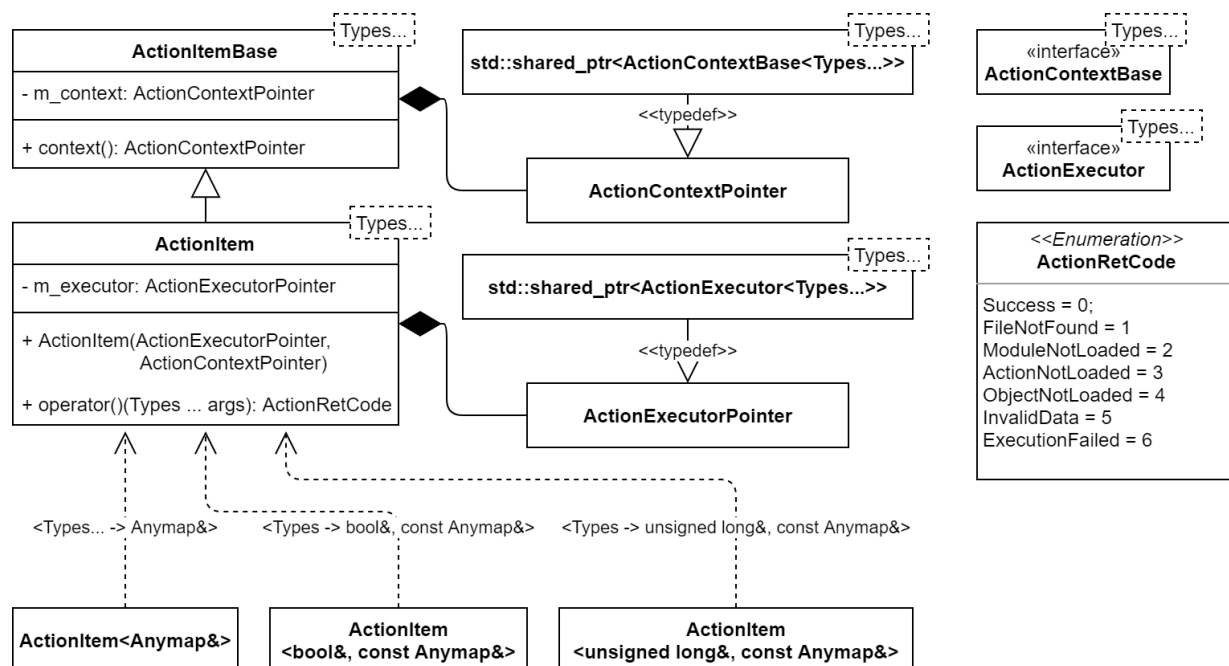 Types...
ActionItemBase
- m_context: ActionContextPointer
+ context(): ActionContextPointer
Types...
std::shared_ptr<ActionContextBase<Types...>>
<<typedef>>
ActionContextPointer
Types...
«interface»
ActionContextBase
Types...
«interface»
ActionExecutor
Types...
ActionItem
- m_executor: ActionExecutorPointer
+ ActionItem(ActionExecutorPointer,
ActionContextPointer)
+ operator()(Types ... args): ActionRetCode
Types...
std::shared_ptr<ActionExecutor<Types...>>
<<typedef>>
ActionExecutorPointer
<<Enumeration>>
ActionRetCode
Success = 0;
FileNotFound = 1
ModuleNotLoaded = 2
ActionNotLoaded = 3
ObjectNotLoaded = 4
InvalidData = 5
ExecutionFailed = 6
<Types... -> Anymap&>
<Types -> bool&, const Anymap&>
<Types -> unsigned long&, const Anymap&>
ActionItem<Anymap&>
ActionItem
<bool&, const Anymap&>
ActionItem
<unsigned long&, const Anymap&>